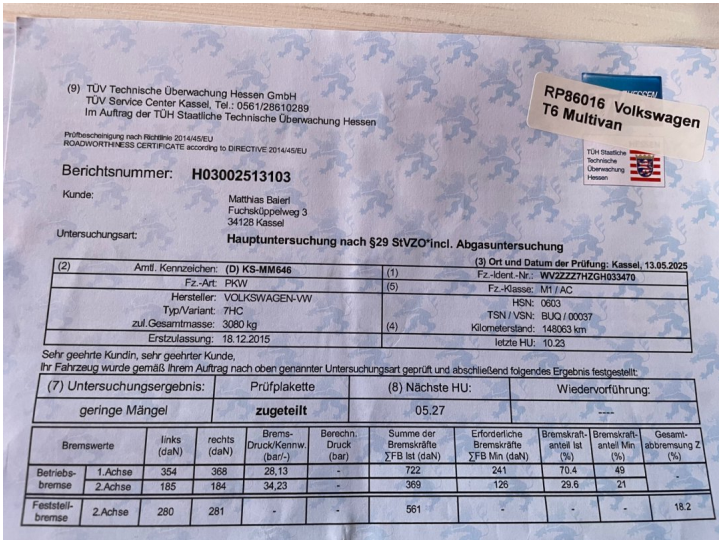 (9) TÜV Technische Überwachung Hessen GmbH
TÜV Service Center Kassel, Tel.: 0561/28610289
Im Auftrag der TÜH Staatliche Technische Überwachung Hessen
HESSEN
RP86016 Volkswagen
T6 Multivan
TÜH Staatliche
Technische
Überwachung
Hessen
Prüfbescheinigung nach Richtlinie 2014/45/EU
ROADWORTHINESS CERTIFICATE according to DIRECTIVE 2014/45/EU
Berichtsnummer: H03002513103
Kunde: Matthias Baierl
Fuchsküppelweg 3
34128 Kassel
Untersuchungsart: Hauptuntersuchung nach §29 StVZO*incl. Abgasuntersuchung
(3) Ort und Datum der Prüfung: Kassel, 13.05.2025
(2) Amtl. Kennzeichen: (D) KS-MM646 (1) Fz.-Ident.-Nr.: WV2ZZZ7HZGH033470
Fz.-Art: PKW (5) Fz.-Klasse: M1 / AC
Hersteller: VOLKSWAGEN-VW HSN: 0603
Typ/Variant: 7HC TSN / VSN: BUQ / 00037
zul.Gesamtmasse: 3080 kg (4) Kilometerstand: 148063 km
Erstzulassung: 18.12.2015 letzte HU: 10.23
Sehr geehrte Kundin, sehr geehrter Kunde,
Ihr Fahrzeug wurde gemäß Ihrem Auftrag nach oben genannter Untersuchungsart geprüft und abschließend folgendes Ergebnis festgestellt:
(7) Untersuchungsergebnis: Prüfplakette (8) Nächste HU: Wiedervorführung:
geringe Mängel zugeteilt 05.27 ----
Bremswerte links (daN) rechts (daN) Brems-Druck/Kennw. (bar/-) Berechn. Druck (bar) Summe der Bremskräfte ∑FB Ist (daN) Erforderliche Bremskräfte ∑FB Min (daN) Bremskraft-anteil Ist (%) Bremskraft-anteil Min (%) Gesamt-abbremsung Z (%)
Betriebs-bremse 1.Achse 354 368 28,13 - 722 241 70.4 49 -
2.Achse 185 184 34,23 - 369 126 29.6 21
Feststell-bremse 2.Achse 280 281 - - 561 - - - 18.2